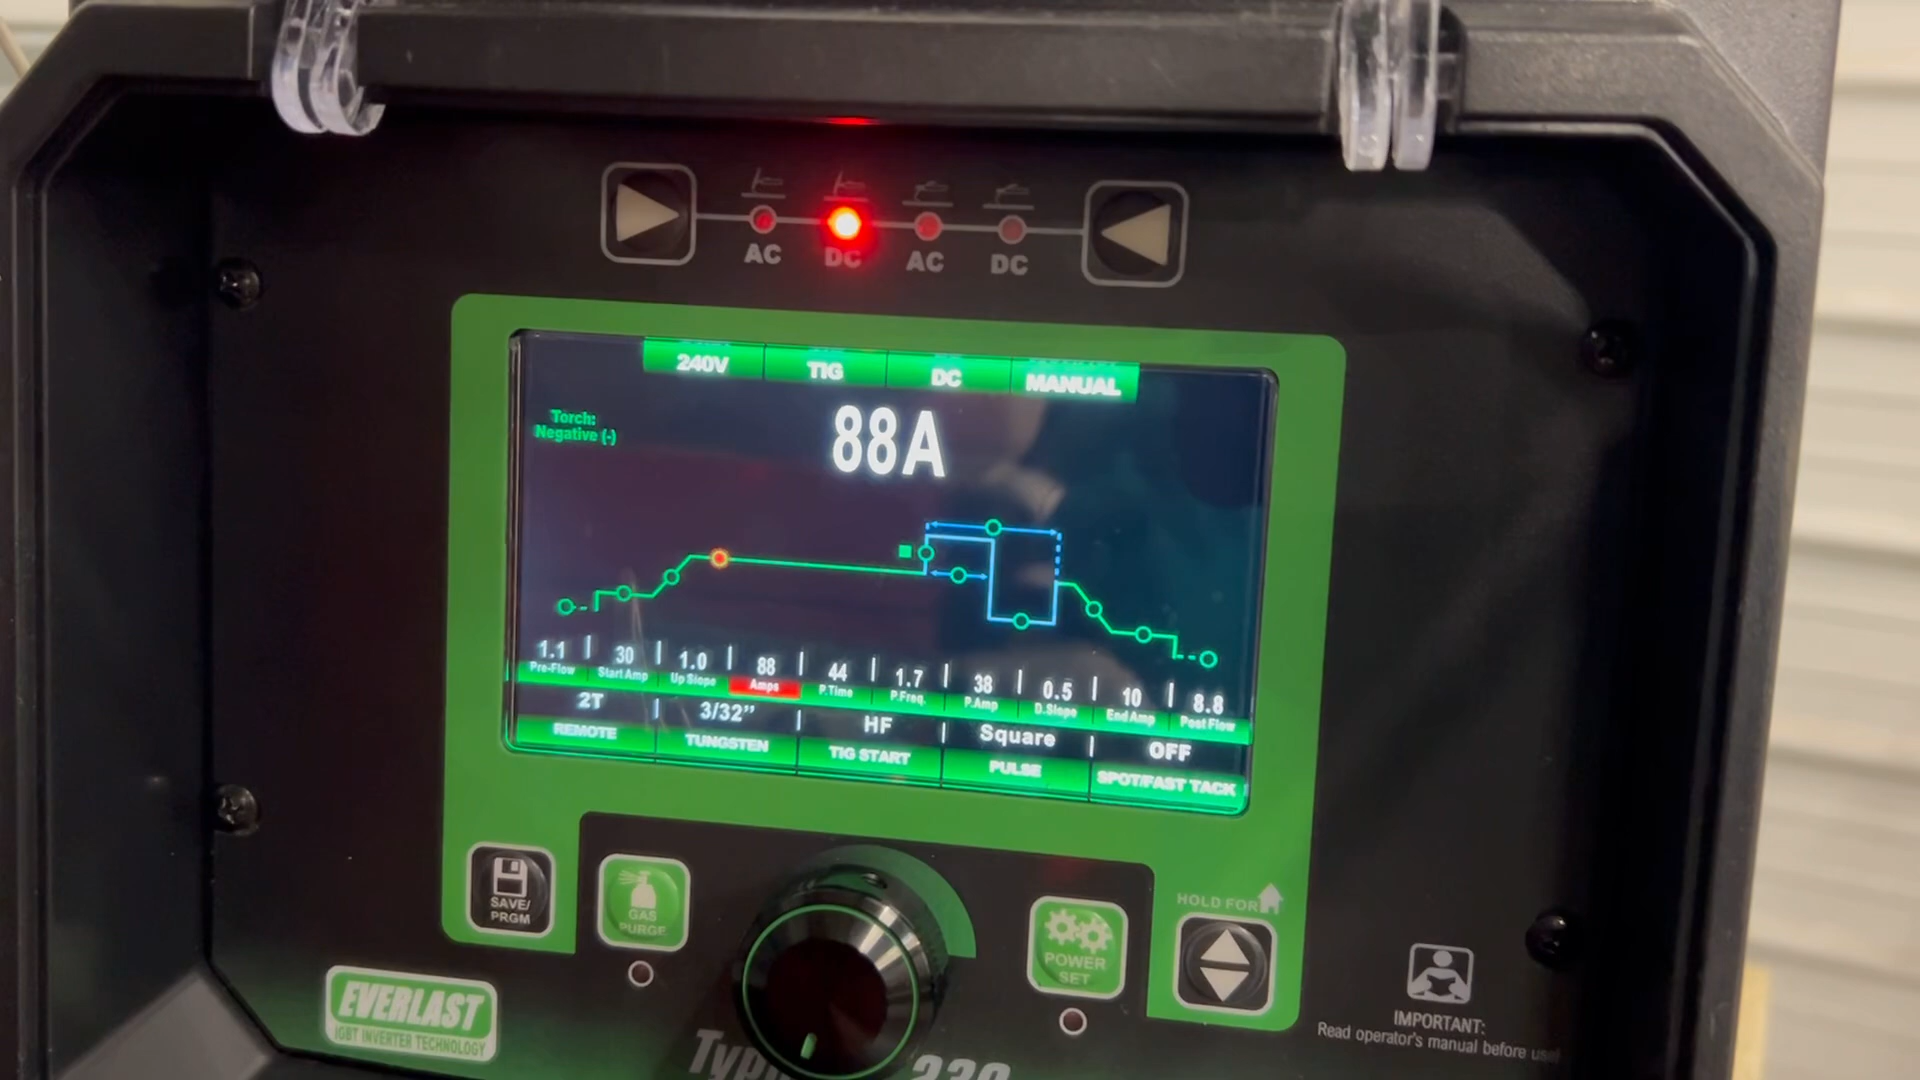 AC DC AC DC
240V TIG DC MANUAL
Torch:
Negative (-)
88A
1.1 30 1.0 88 44 1.7 38 0.5 10 8.8
Pre-Flow Start Amp Up Slope Amps P.Time P.Freq. P.Amp D.Slope End Amp Post Flow
2T 3/32" HF Square OFF
REMOTE TUNGSTEN TIG START PULSE SPOT/FAST TACK
SAVE/
PRGM
GAS
PURGE
POWER
SET
HOLD FOR
EVERLAST
IGBT INVERTER TECHNOLOGY
IMPORTANT:
Read operator's manual before use!